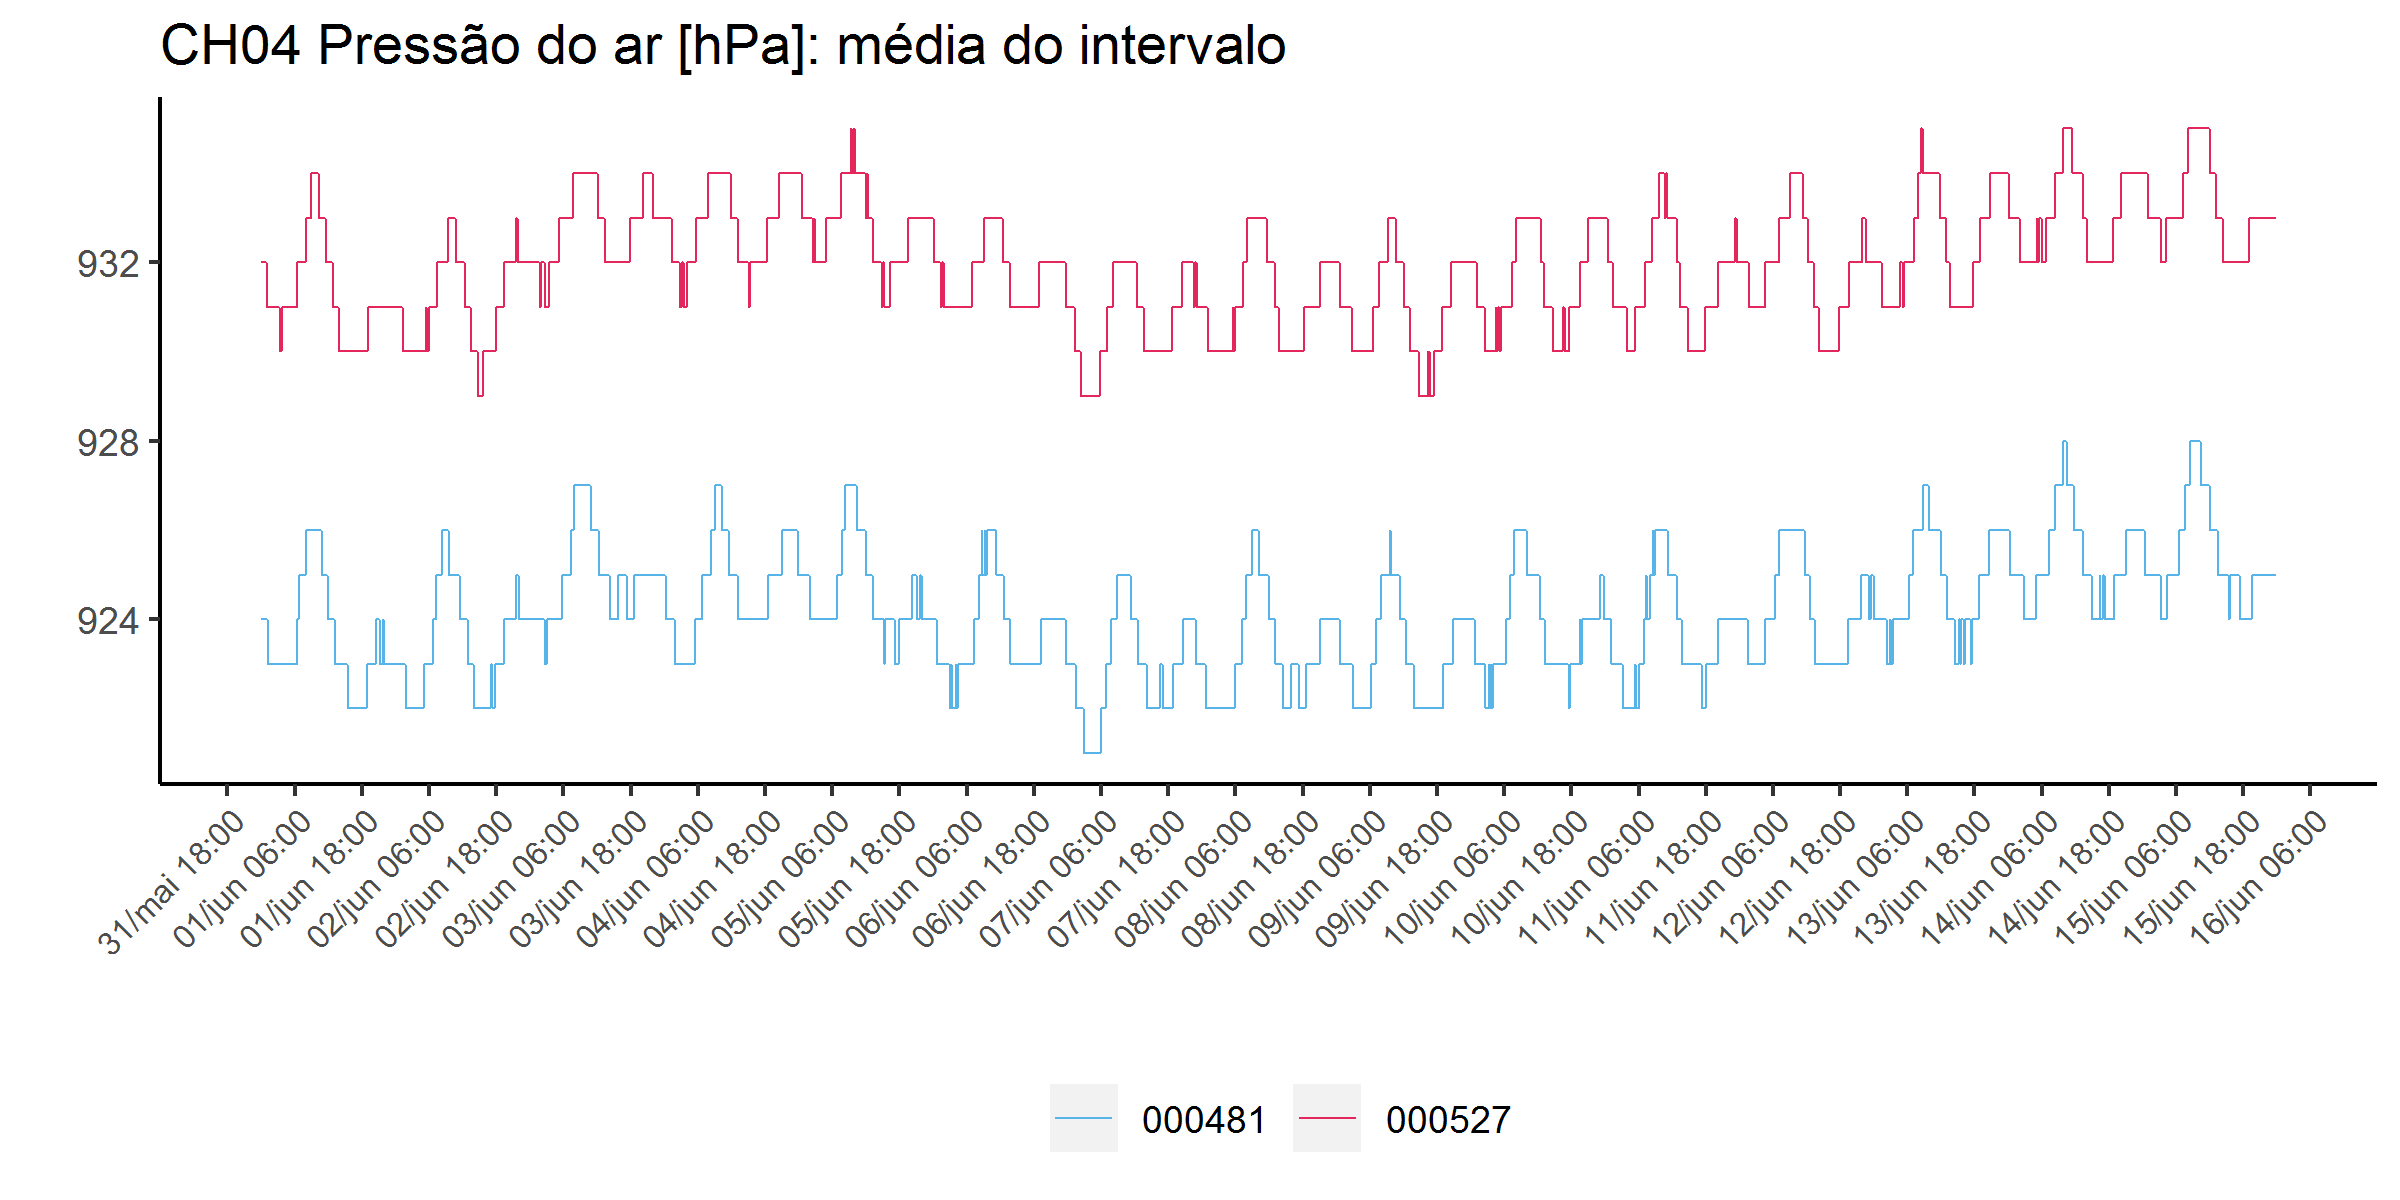 CH04 Pressão do ar [hPa]: média do intervalo
932
928
924
31/mai 18:00
01/jun 06:00
01/jun 18:00
02/jun 06:00
02/jun 18:00
03/jun 06:00
03/jun 18:00
04/jun 06:00
04/jun 18:00
05/jun 06:00
05/jun 18:00
06/jun 06:00
06/jun 18:00
07/jun 06:00
07/jun 18:00
08/jun 06:00
08/jun 18:00
09/jun 06:00
09/jun 18:00
10/jun 06:00
10/jun 18:00
11/jun 06:00
11/jun 18:00
12/jun 06:00
12/jun 18:00
13/jun 06:00
13/jun 18:00
14/jun 06:00
14/jun 18:00
15/jun 06:00
15/jun 18:00
16/jun 06:00
000481 000527